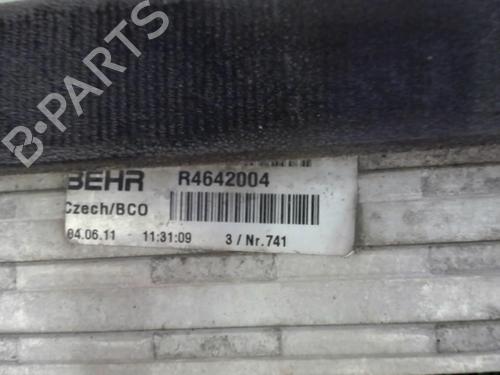 B-PARTS
BEHR R4642004
Czech/BCO
04.06.11 11:31:09 3 / Nr.741